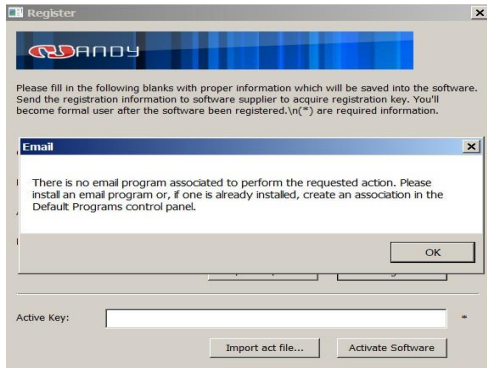 Register
WANDY
Please fill in the following blanks with proper information which will be saved into the software.
Send the registration information to software supplier to acquire registration key. You'll
become formal user after the software been registered.\n(*) are required information.
Email
There is no email program associated to perform the requested action. Please
install an email program or, if one is already installed, create an association in the
Default Programs control panel.
OK
Active Key:
*
Import act file...
Activate Software